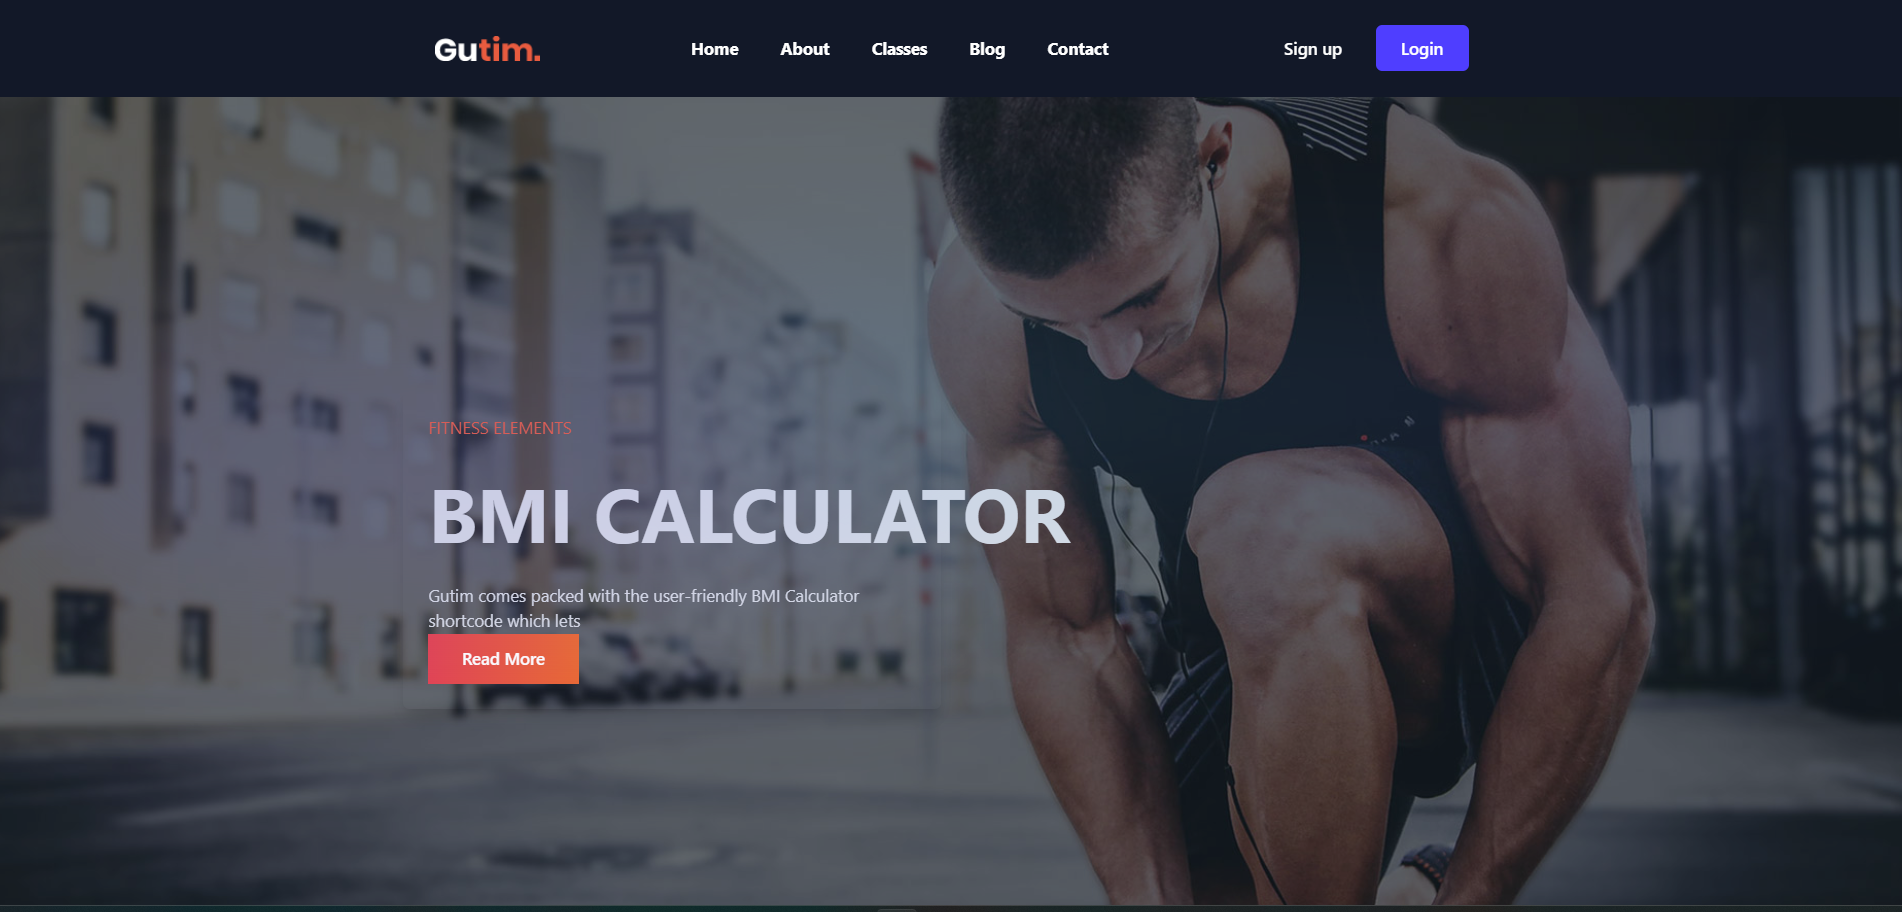 Gutim.
Home About Classes Blog Contact
Sign up Login
FITNESS ELEMENTS
BMI CALCULATOR
Gutim comes packed with the user-friendly BMI Calculator
shortcode which lets
Read More